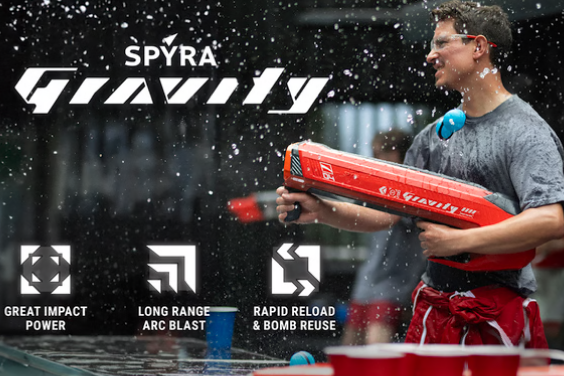 SPYRA
Gravity
GREAT IMPACT
POWER
LONG RANGE
ARC BLAST
RAPID RELOAD
& BOMB REUSE
Gravity